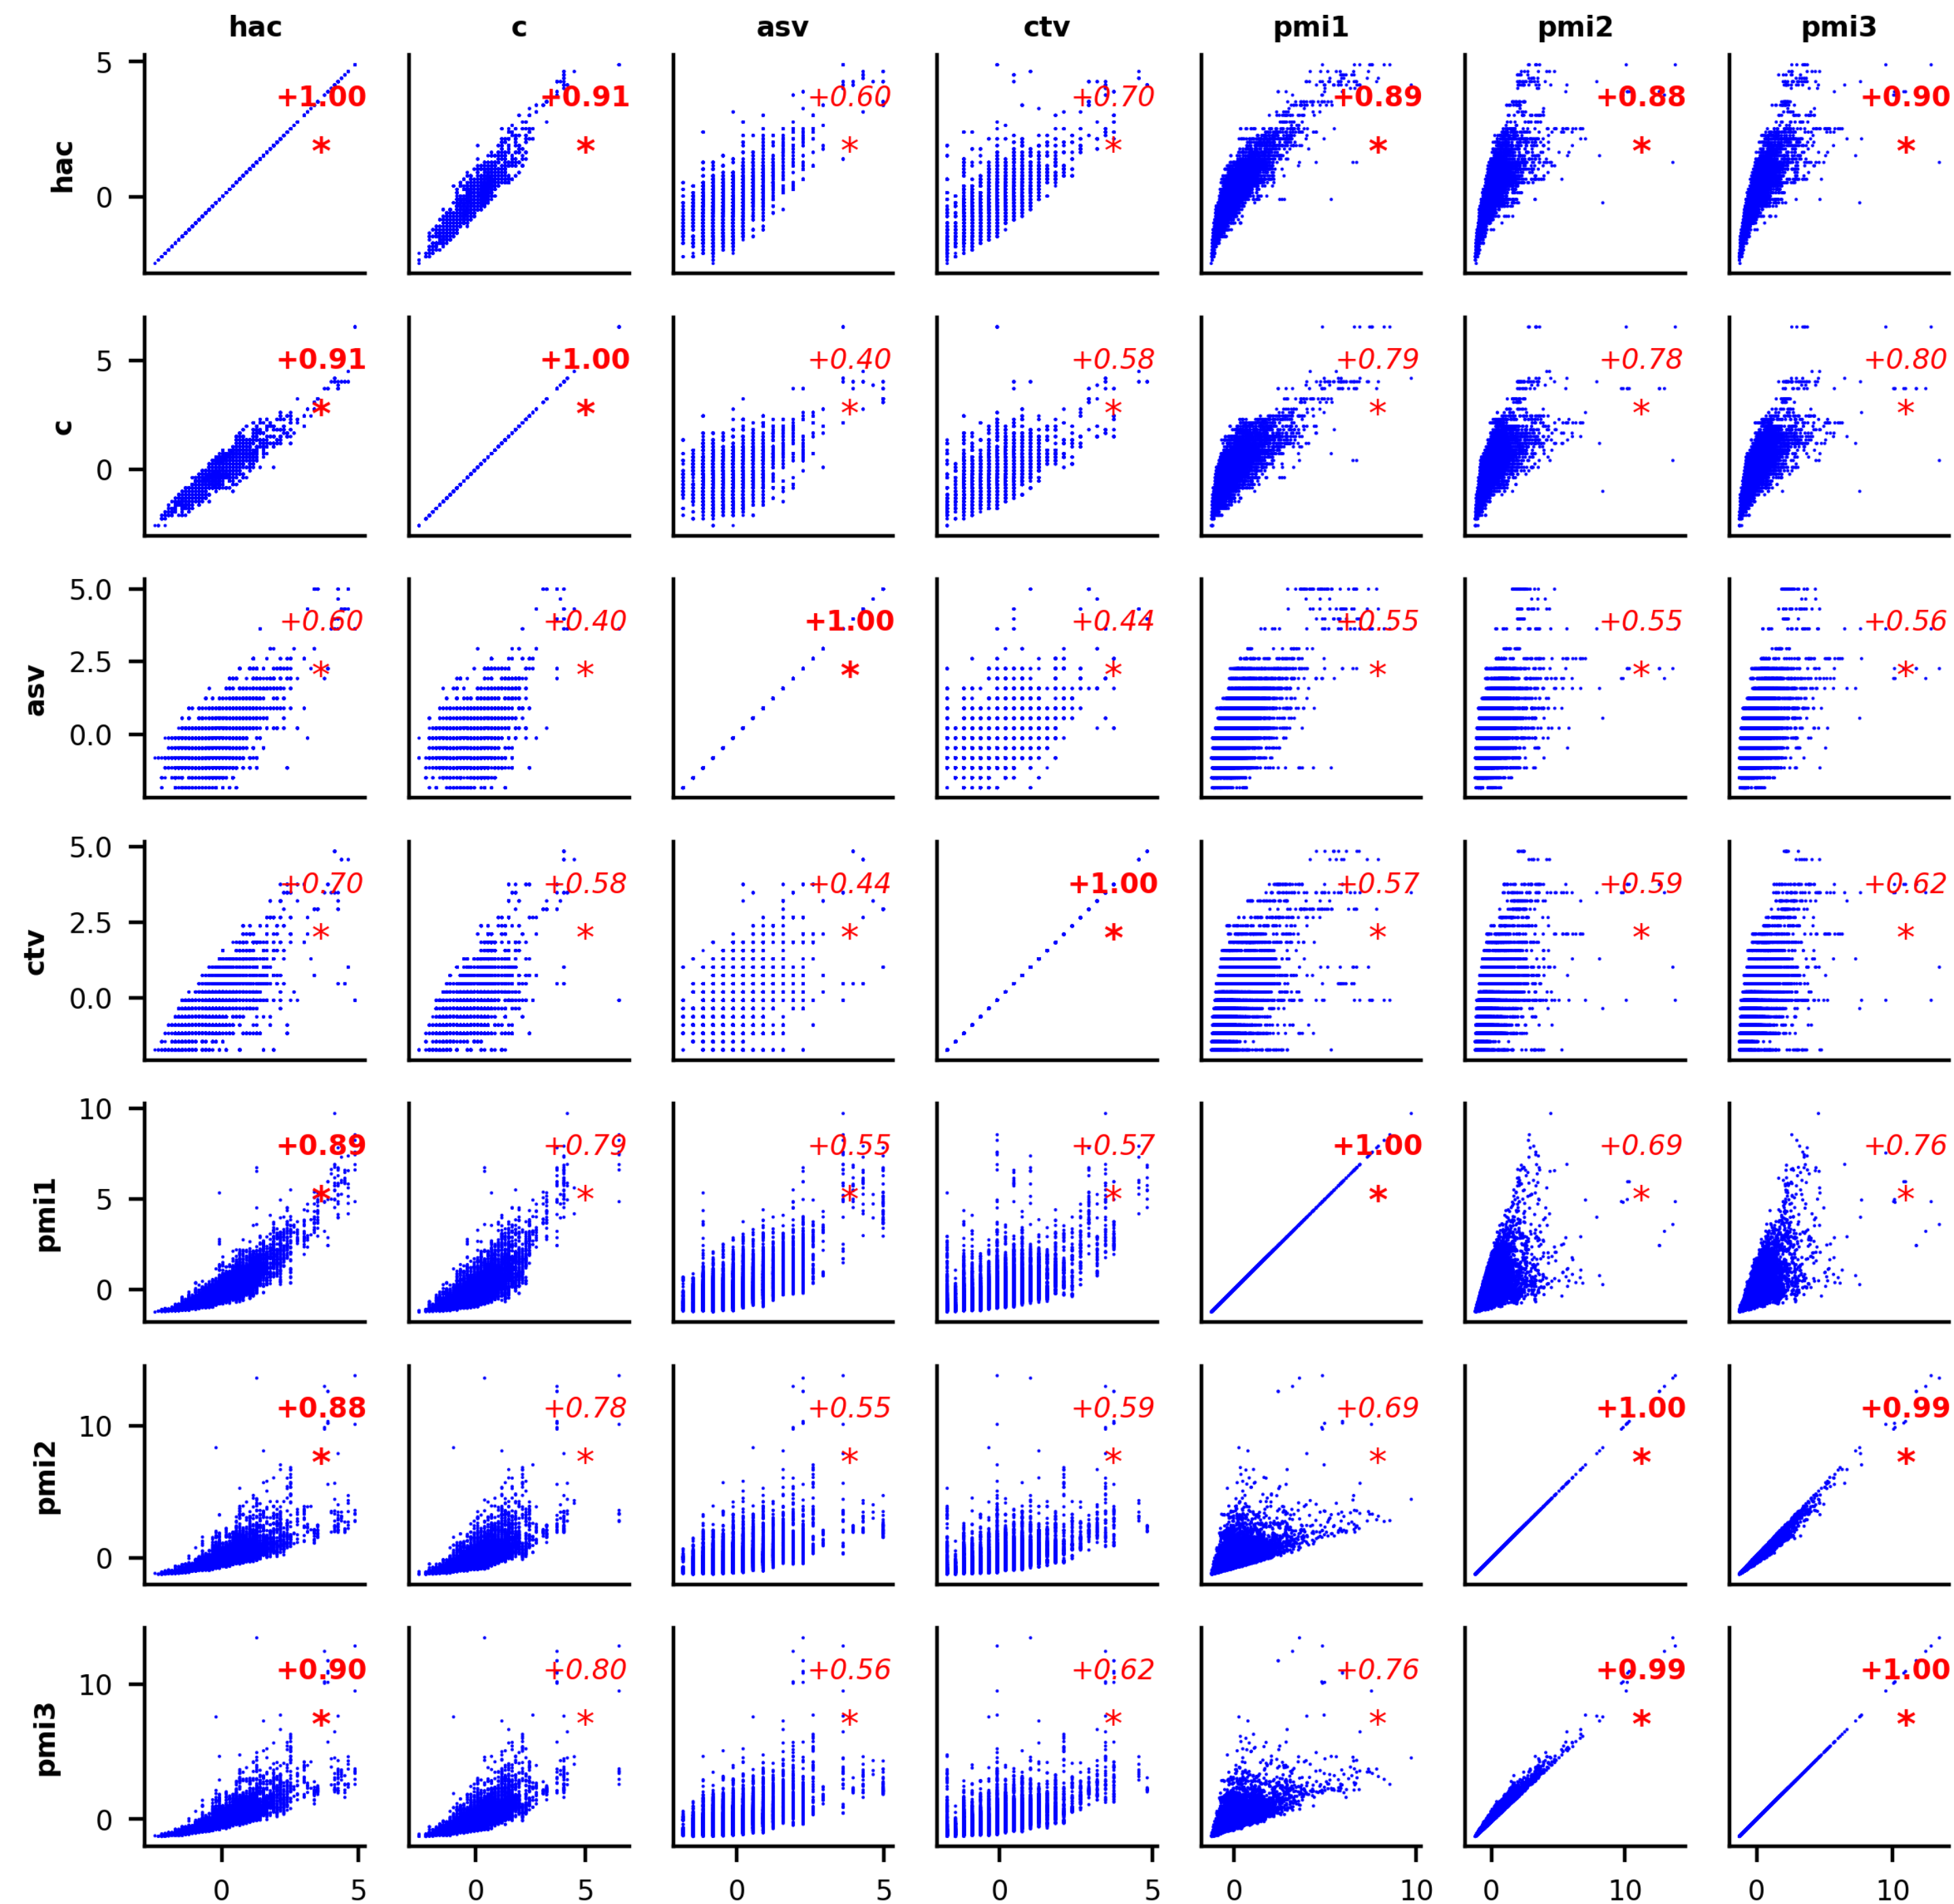 hac c asv ctv pmi1 pmi2 pmi3
5
+1.00 +0.91 +0.60 +0.70 +0.89 +0.88 +0.90
* * * * * * *
hac
0
5
+0.91 +1.00 +0.40 +0.58 +0.79 +0.78 +0.80
* * * * * * *
c
0
5.0
+0.60 +0.40 +1.00 +0.44 +0.55 +0.55 +0.56
2.5
* * * * * * *
asv
0.0
5.0
+0.70 +0.58 +0.44 +1.00 +0.57 +0.59 +0.62
2.5
* * * * * * *
ctv
0.0
10
+0.89 +0.79 +0.55 +0.57 +1.00 +0.69 +0.76
5
* * * * * * *
pmi1
0
+0.88 +0.78 +0.55 +0.59 +0.69 +1.00 +0.99
10
* * * * * * *
pmi2
0
+0.90 +0.80 +0.56 +0.62 +0.76 +0.99 +1.00
10
* * * * * * *
pmi3
0
0 5 0 5 0 5 0 5 0 10 0 10 0 10